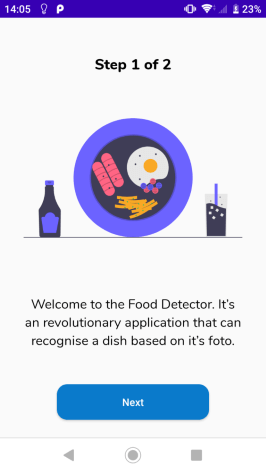 14:05 23%
Step 1 of 2
Welcome to the Food Detector. It's
an revolutionary application that can
recognise a dish based on it's foto.
Next